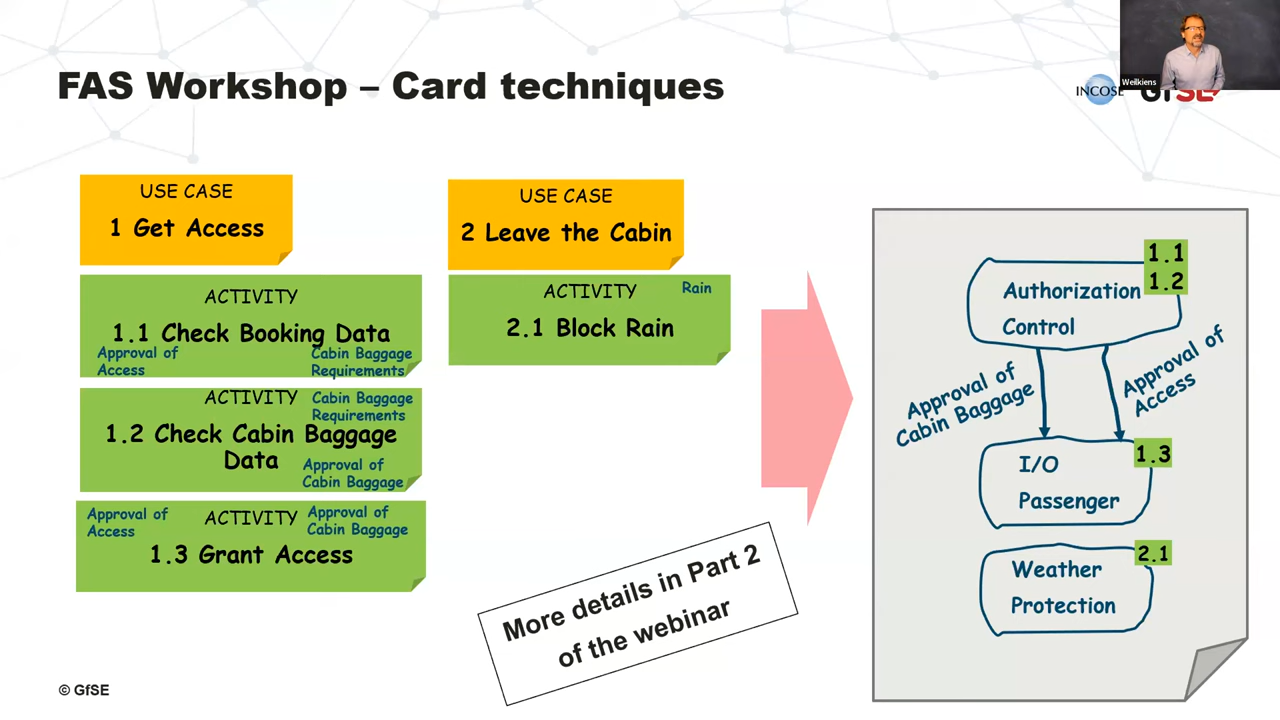 FAS Workshop – Card techniques
Weilkiens
INCOSE
GfSE
USE CASE
1 Get Access
ACTIVITY
1.1 Check Booking Data
Approval of
Access
Cabin Baggage
Requirements
ACTIVITY
Cabin Baggage
Requirements
1.2 Check Cabin Baggage
Data
Approval of
Cabin Baggage
Approval of
Access
ACTIVITY
Approval of
Cabin Baggage
1.3 Grant Access
USE CASE
2 Leave the Cabin
ACTIVITY
Rain
2.1 Block Rain
More details in Part 2
of the webinar
1.1
1.2
Authorization
Control
Approval of
Cabin Baggage
Approval of
Access
1.3
I/O
Passenger
2.1
Weather
Protection
© GfSE